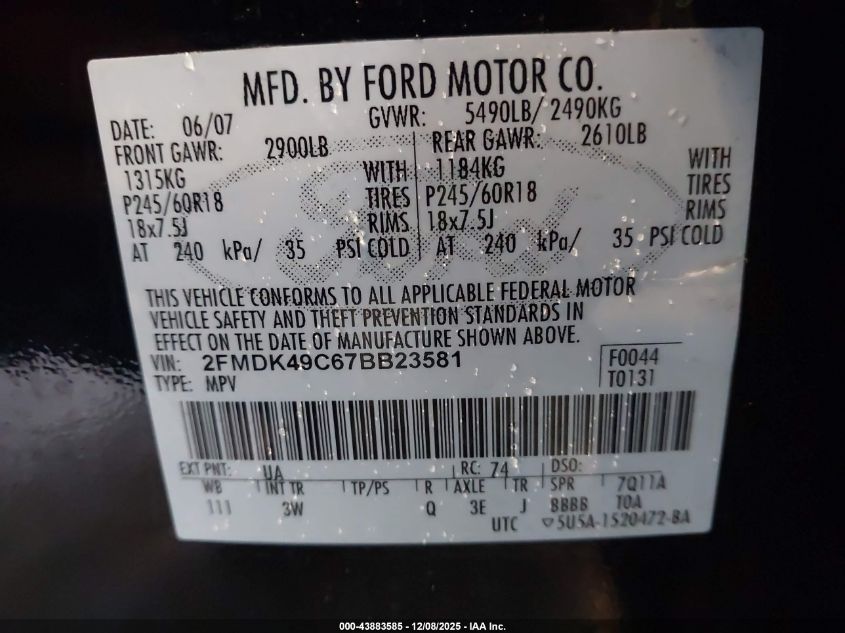 MFD. BY FORD MOTOR CO.
DATE: 06/07 GVWR: 5490LB/ 2490KG
FRONT GAWR: 2900LB REAR GAWR: 2610LB
1315KG WITH 1184KG WITH
P245/60R18 TIRES P245/60R18 TIRES
18x7.5J RIMS 18x7.5J RIMS
AT 240 kPa/ 35 PSI COLD AT 240 kPa/ 35 PSI COLD
Ford
THIS VEHICLE CONFORMS TO ALL APPLICABLE FEDERAL MOTOR
VEHICLE SAFETY AND THEFT PREVENTION STANDARDS IN
EFFECT ON THE DATE OF MANUFACTURE SHOWN ABOVE.
VIN: 2FMDK49C67BB23581 F0044
TYPE: MPV T0131
EXT PNT: UA RC: 74 DSO:
WB INT TR TP/PS R AXLE TR SPR 7Q11A
111 3W Q 3E J BBBB T0A
UTC ▽5U5A-1520472-BA
000-43883585 - 12/08/2025 - IAA Inc.